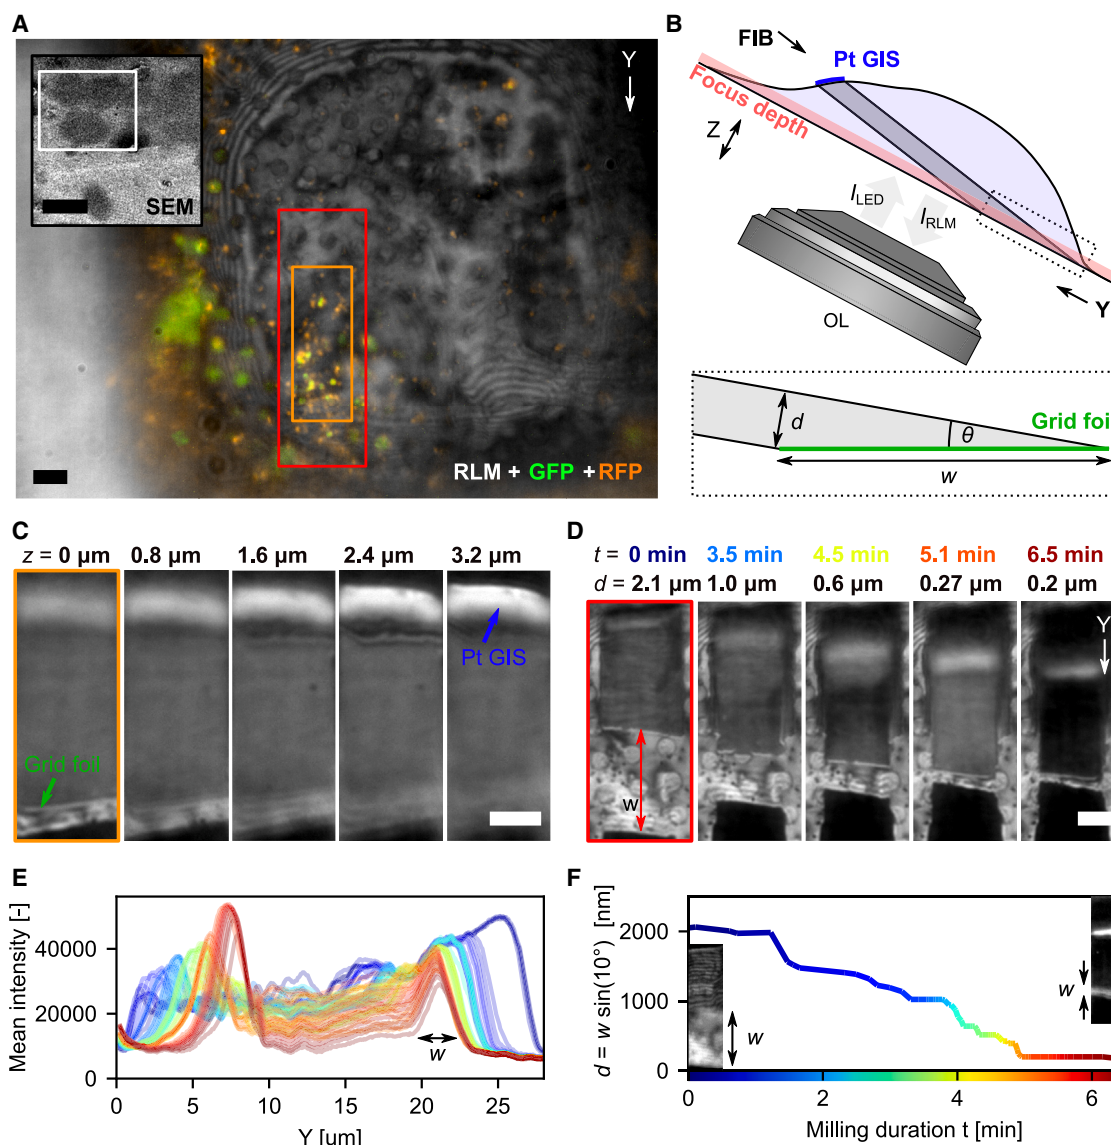 A
Y
SEM
RLM + GFP +RFP
B
FIB
Pt GIS
Focus depth
Z
I LED
I RLM
OL
Y
d
θ
Grid foi
w
C
z = 0 µm 0.8 µm 1.6 µm 2.4 µm 3.2 µm
Pt GIS
Grid foil
D
t = 0 min 3.5 min 4.5 min 5.1 min 6.5 min
d = 2.1 µm 1.0 µm 0.6 µm 0.27 µm 0.2 µm
Y
w
E
Mean intensity [-]
40000
20000
0
w
0 5 10 15 20 25
Y [um]
F
d = w sin(10°) [nm]
2000
1000
0
w
w
0 2 4 6
Milling duration t [min]